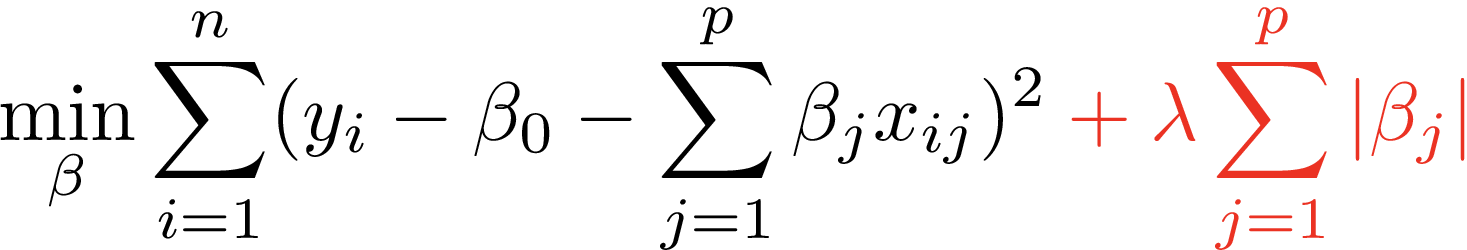 min_β ∑_{i=1}^{n} (y_i − β_0 − ∑_{j=1}^{p} β_j x_{ij})^2 + λ ∑_{j=1}^{p} |β_j|